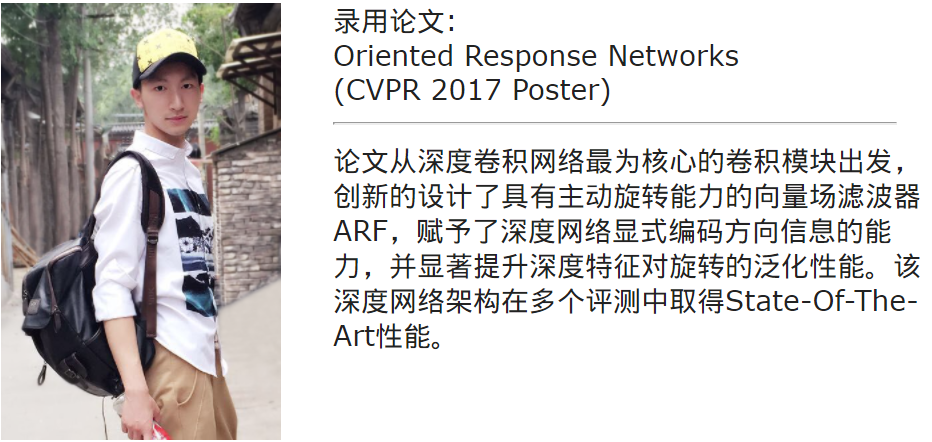 录用论文:
Oriented Response Networks
(CVPR 2017 Poster)
论文从深度卷积网络最为核心的卷积模块出发，
创新的设计了具有主动旋转能力的向量场滤波器
ARF，赋予了深度网络显式编码方向信息的能
力，并显著提升深度特征对旋转的泛化性能。该
深度网络架构在多个评测中取得State-Of-The-
Art性能。